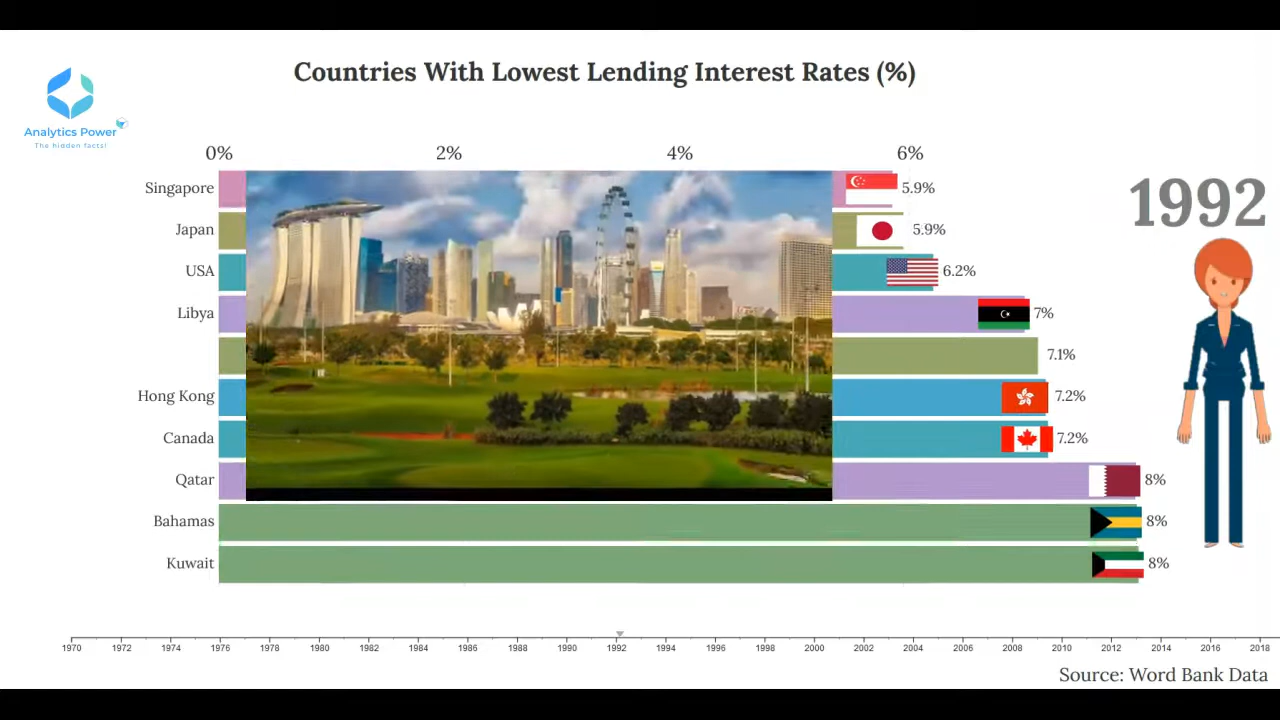 Countries With Lowest Lending Interest Rates (%)
Analytics Power
The hidden facts!
0% 2% 4% 6%
Singapore 5.9%
1992
Japan 5.9%
USA 6.2%
Libya 7%
7.1%
Hong Kong 7.2%
Canada 7.2%
Qatar 8%
Bahamas 8%
Kuwait 8%
1970 1972 1974 1976 1978 1980 1982 1984 1986 1988 1990 1992 1994 1996 1998 2000 2002 2004 2006 2008 2010 2012 2014 2016 2018
Source: Word Bank Data